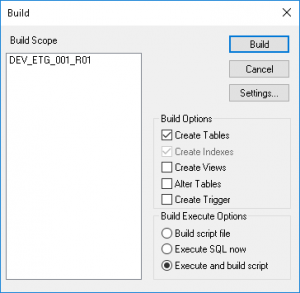 Build
Build Scope
DEV_ETG_001_R01
Build
Cancel
Settings...
Build Options
Create Tables
Create Indexes
Create Views
Alter Tables
Create Trigger
Build Execute Options
Build script file
Execute SQL now
Execute and build script